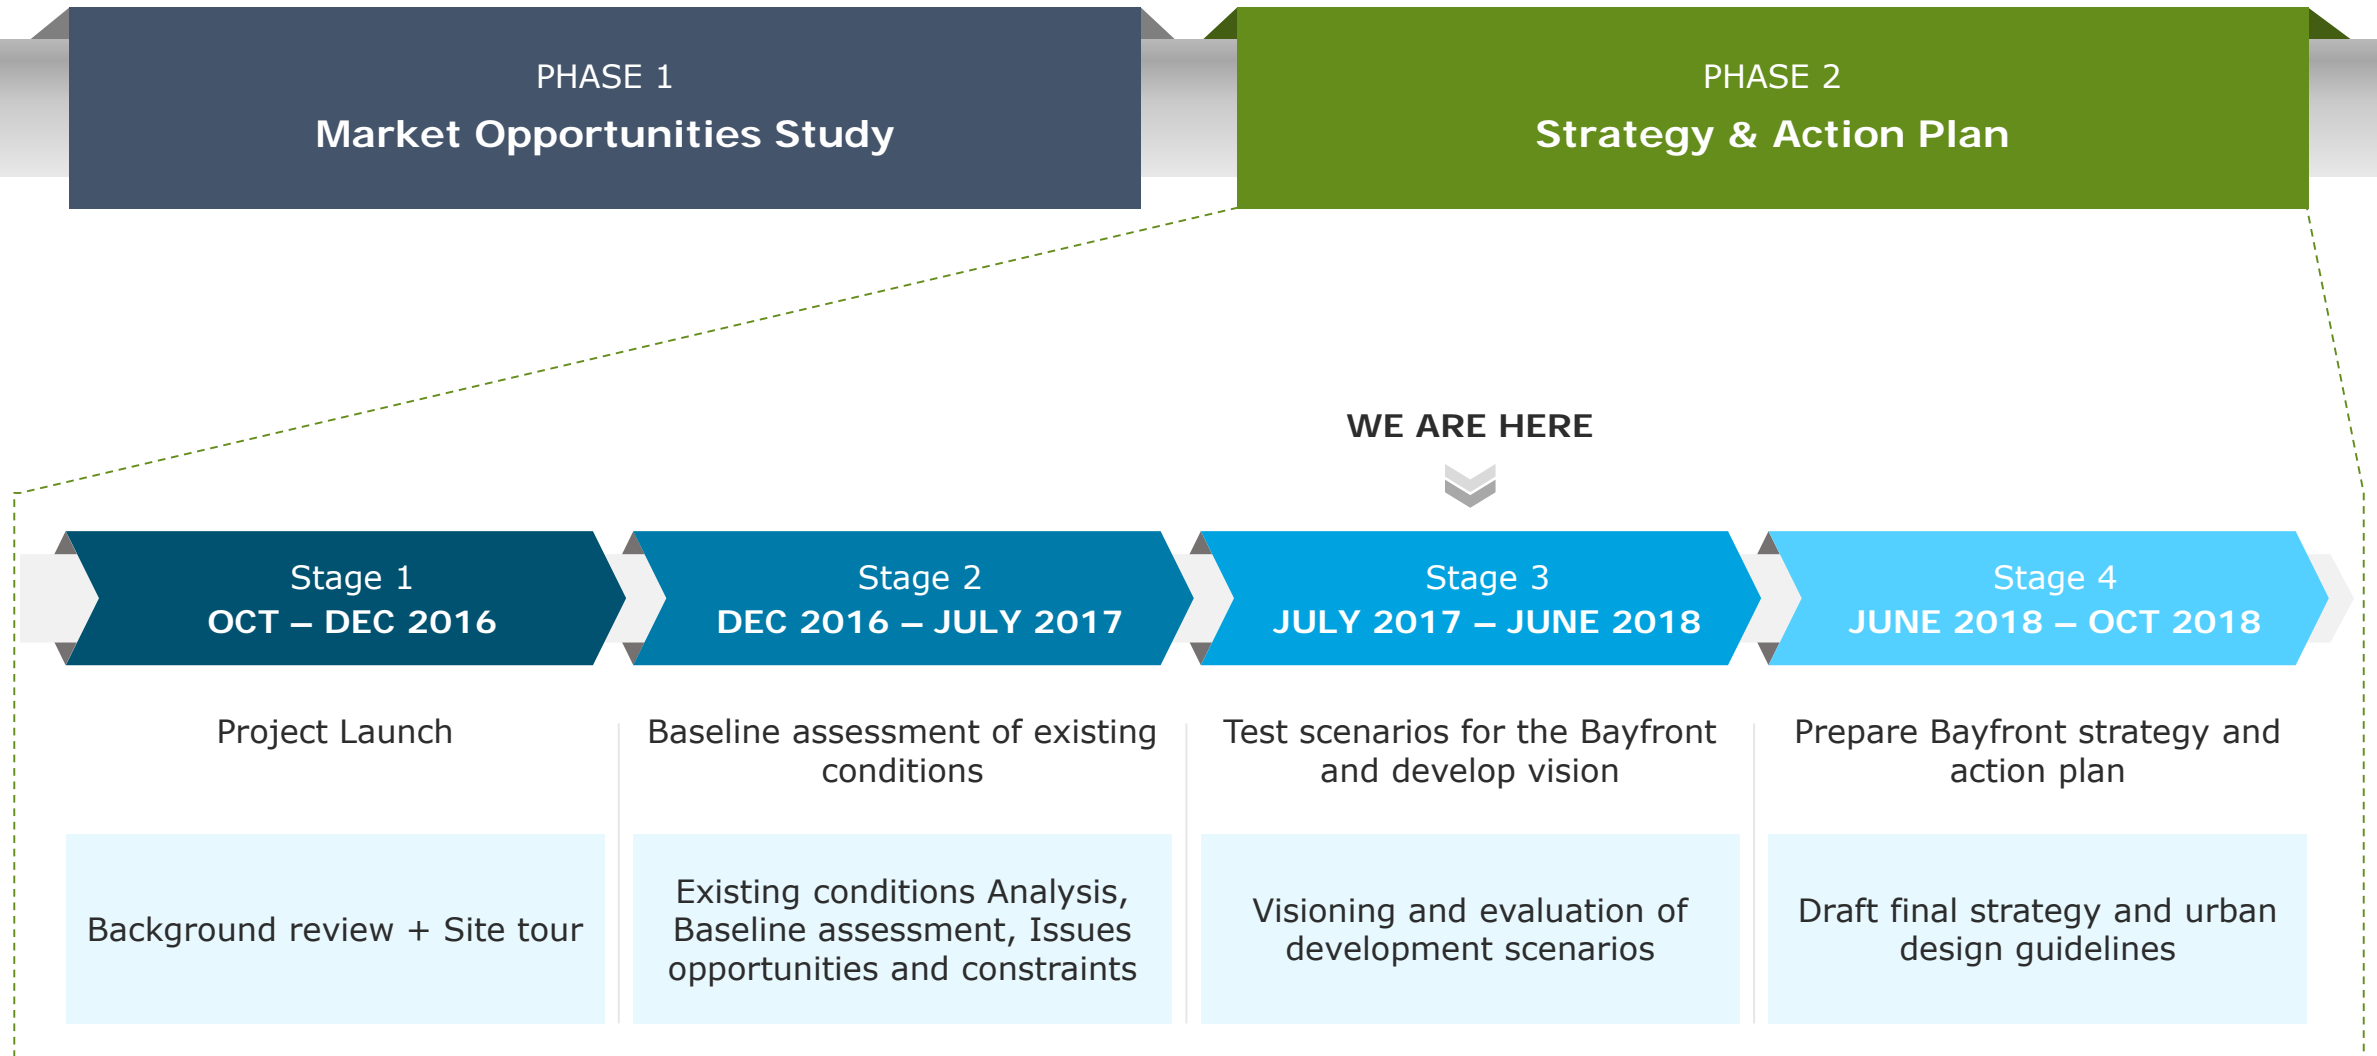 PHASE 1
Market Opportunities Study
PHASE 2
Strategy & Action Plan
WE ARE HERE
Stage 1
OCT – DEC 2016
Stage 2
DEC 2016 – JULY 2017
Stage 3
JULY 2017 – JUNE 2018
Stage 4
JUNE 2018 – OCT 2018
Project Launch
Baseline assessment of existing
conditions
Test scenarios for the Bayfront
and develop vision
Prepare Bayfront strategy and
action plan
Background review + Site tour
Existing conditions Analysis,
Baseline assessment, Issues
opportunities and constraints
Visioning and evaluation of
development scenarios
Draft final strategy and urban
design guidelines